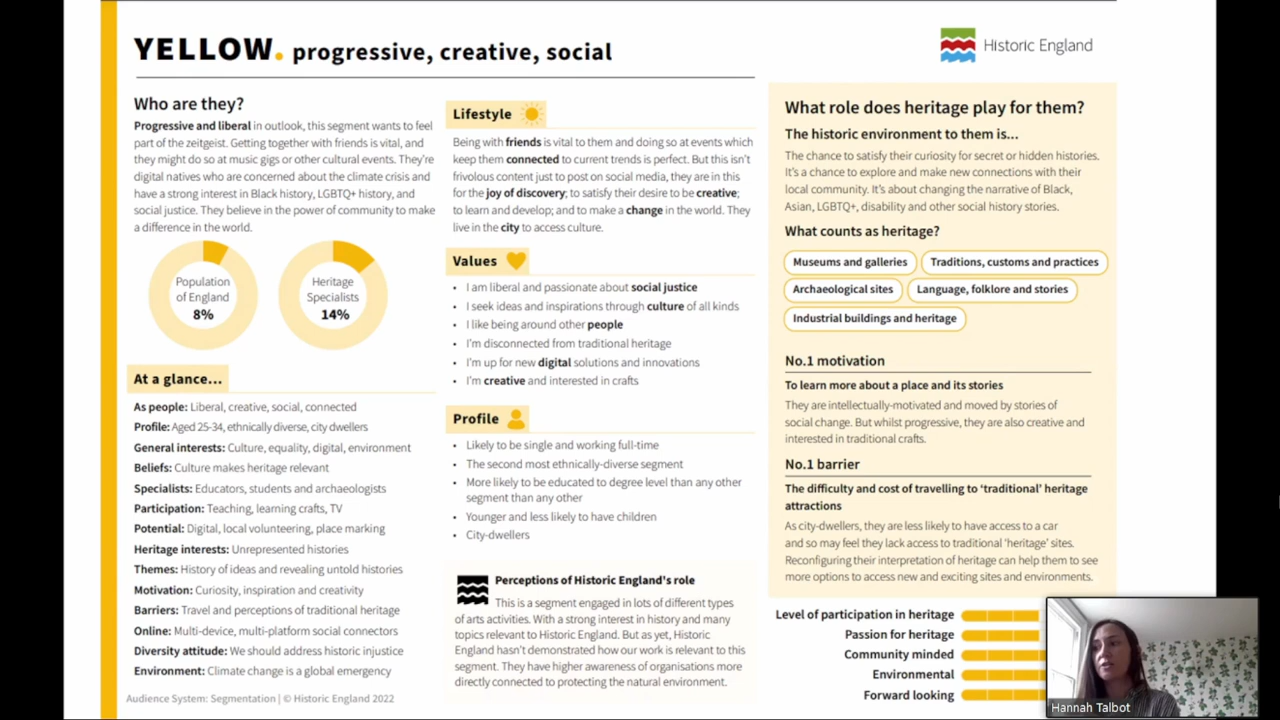 YELLOW. progressive, creative, social
Historic England
Who are they?
Progressive and liberal in outlook, this segment wants to feel
part of the zeitgeist. Getting together with friends is vital, and
they might do so at music gigs or other cultural events. They're
digital natives who are concerned about the climate crisis and
have a strong interest in Black history, LGBTQ+ history, and
social justice. They believe in the power of community to make
a difference in the world.
Population
of England
8%
Heritage
Specialists
14%
At a glance...
As people: Liberal, creative, social, connected
Profile: Aged 25-34, ethnically diverse, city dwellers
General interests: Culture, equality, digital, environment
Beliefs: Culture makes heritage relevant
Specialists: Educators, students and archaeologists
Participation: Teaching, learning crafts, TV
Potential: Digital, local volunteering, place marking
Heritage interests: Unrepresented histories
Themes: History of ideas and revealing untold histories
Motivation: Curiosity, inspiration and creativity
Barriers: Travel and perceptions of traditional heritage
Online: Multi-device, multi-platform social connectors
Diversity attitude: We should address historic injustice
Environment: Climate change is a global emergency
Audience System: Segmentation | © Historic England 2022
Lifestyle
Being with friends is vital to them and doing so at events which
keep them connected to current trends is perfect. But this isn't
frivolous content just to post on social media, they are in this
for the joy of discovery; to satisfy their desire to be creative;
to learn and develop; and to make a change in the world. They
live in the city to access culture.
Values
• I am liberal and passionate about social justice
• I seek ideas and inspirations through culture of all kinds
• I like being around other people
• I'm disconnected from traditional heritage
• I'm up for new digital solutions and innovations
• I'm creative and interested in crafts
Profile
• Likely to be single and working full-time
• The second most ethnically-diverse segment
• More likely to be educated to degree level than any other
segment than any other
• Younger and less likely to have children
• City-dwellers
Perceptions of Historic England's role
This is a segment engaged in lots of different types
of arts activities. With a strong interest in history and many
topics relevant to Historic England. But as yet, Historic
England hasn't demonstrated how our work is relevant to this
segment. They have higher awareness of organisations more
directly connected to protecting the natural environment.
What role does heritage play for them?
The historic environment to them is...
The chance to satisfy their curiosity for secret or hidden histories.
It's a chance to explore and make new connections with their
local community. It's about changing the narrative of Black,
Asian, LGBTQ+, disability and other social history stories.
What counts as heritage?
Museums and galleries
Traditions, customs and practices
Archaeological sites
Language, folklore and stories
Industrial buildings and heritage
No.1 motivation
To learn more about a place and its stories
They are intellectually-motivated and moved by stories of
social change. But whilst progressive, they are also creative and
interested in traditional crafts.
No.1 barrier
The difficulty and cost of travelling to 'traditional' heritage
attractions
As city-dwellers, they are less likely to have access to a car
and so may feel they lack access to traditional 'heritage' sites.
Reconfiguring their interpretation of heritage can help them to see
more options to access new and exciting sites and environments.
Level of participation in heritage
Passion for heritage
Community minded
Environmental
Forward looking
Hannah Talbot